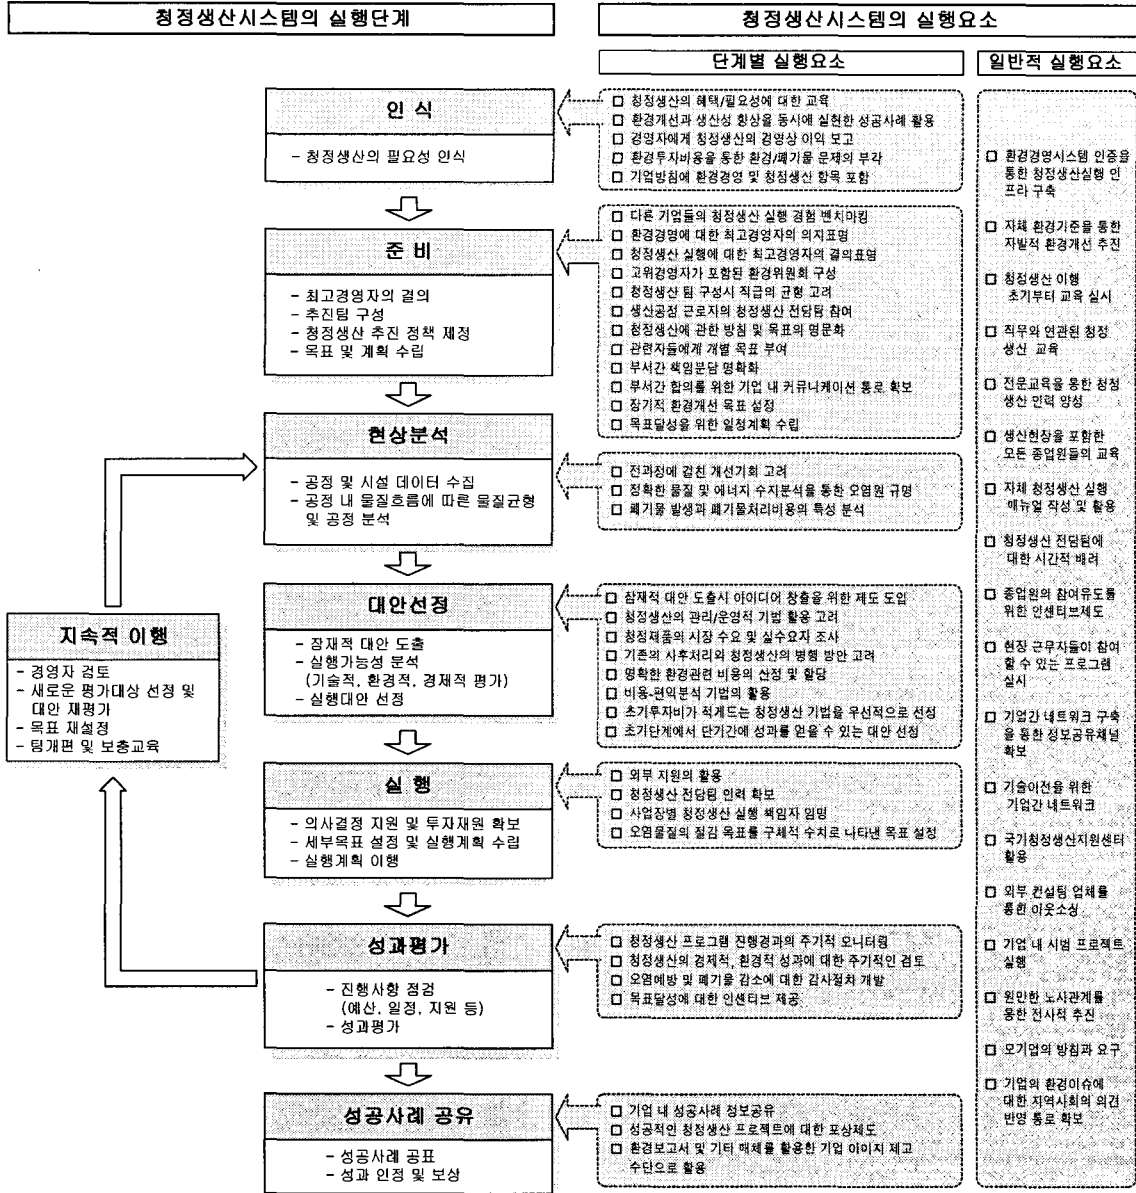 청정생산시스템의 실행단계
인 식
- 청정생산의 필요성 인식
준 비
- 최고경영자의 결의
- 추진팀 구성
- 청정생산 추진 정책 제정
- 목표 및 계획 수립
현상분석
- 공정 및 시설 데이터 수집
- 공정 내 물질흐름에 따른 물질균형
및 공정 분석
대안선정
- 잠재적 대안 도출
- 실행가능성 분석
(기술적, 환경적, 경제적 평가)
- 실행대안 선정
지속적 이행
- 경영자 검토
- 새로운 평가대상 선정 및
대안 재평가
- 목표 재설정
- 팀개편 및 보충교육
실 행
- 의사결정 지원 및 투자재원 확보
- 세부목표 설정 및 실행계획 수립
- 실행계획 이행
성과평가
- 진행사항 점검
(예산, 일정, 지원 등)
- 성과평가
성공사례 공유
- 성공사례 공표
- 성과 인정 및 보상
청정생산시스템의 실행요소
단계별 실행요소
□ 청정생산의 혜택/필요성에 대한 교육
□ 환경개선과 생산성 향상을 동시에 실현한 성공사례 활용
□ 경영자에게 청정생산의 경영상 이익 보고
□ 환경투자비용을 통한 환경/폐기물 문제의 부각
□ 기업방침에 환경경영 및 청정생산 항목 포함
□ 다른 기업들의 청정생산 실행 경험 벤치마킹
□ 환경경영에 대한 최고경영자의 의지표명
□ 청정생산 실행에 대한 최고경영자의 결의표명
□ 고위경영자가 포함된 환경위원회 구성
□ 청정생산 팀 구성시 직급의 균형 고려
□ 생산공정 근로자의 청정생산 전담팀 참여
□ 청정생산에 관한 방침 및 목표의 명문화
□ 관련자들에게 개별 목표 부여
□ 부서간 책임분담 명확화
□ 부서간 합의를 위한 기업 내 커뮤니케이션 통로 확보
□ 장기적 환경개선 목표 설정
□ 목표달성을 위한 일정계획 수립
□ 전과정에 걸친 개선기회 고려
□ 정확한 물질 및 에너지 수지분석을 통한 오염원 규명
□ 폐기물 발생과 폐기물처리비용의 특성 분석
□ 잠재적 대안 도출시 아이디어 창출을 위한 제도 도입
□ 청정생산의 관리/운영적 기법 활용 고려
□ 청정제품의 시장 수요 및 실수요자 조사
□ 기존의 사후처리와 청정생산의 병행 방안 고려
□ 명확한 환경관련 비용의 산정 및 할당
□ 비용-편익분석 기법의 활용
□ 초기투자비가 적게드는 청정생산 기법을 우선적으로 선정
□ 초기단계에서 단기간에 성과를 얻을 수 있는 대안 선정
□ 외부 지원의 활용
□ 청정생산 전담팀 인력 확보
□ 사업장별 청정생산 실행 책임자 임명
□ 오염물질의 절감 목표를 구체적 수치로 나타낸 목표 설정
□ 청정생산 프로그램 진행경과의 주기적 모니터링
□ 청정생산의 경제적, 환경적 성과에 대한 주기적인 검토
□ 오염예방 및 폐기물 감소에 대한 감사절차 개발
□ 목표달성에 대한 인센티브 제공
□ 기업 내 성공사례 정보공유
□ 성공적인 청정생산 프로젝트에 대한 포상제도
□ 환경보고서 및 기타 매체를 활용한 기업 이미지 제고
수단으로 활용
일반적 실행요소
□ 환경경영시스템 인증을
통한 청정생산실행 인
프라 구축
□ 자체 환경기준을 통한
자발적 환경개선 추진
□ 청정생산 이행
초기부터 교육 실시
□ 직무와 연관된 청정
생산 교육
□ 전문교육을 통한 청정
생산 인력 양성
□ 생산현장을 포함한
모든 종업원들의 교육
□ 자체 청정생산 실행
매뉴얼 작성 및 활용
□ 청정생산 전담팀에
대한 시간적 배려
□ 종업원의 참여유도를
위한 인센티브제도
□ 현장 근무자들이 참여
할 수 있는 프로그램
실시
□ 기업간 네트워크 구축
을 통한 정보공유채널
확보
□ 기술이전을 위한
기업간 네트워크
□ 국가청정생산지원센터
활용
□ 외부 컨설팅 업체를
통한 아웃소싱
□ 기업 내 시범 프로젝트
실행
□ 원만한 노사관계를
통한 전사적 추진
□ 모기업의 방침과 요구
□ 기업의 환경이슈에
대한 지역사회의 의견
반영 통로 확보